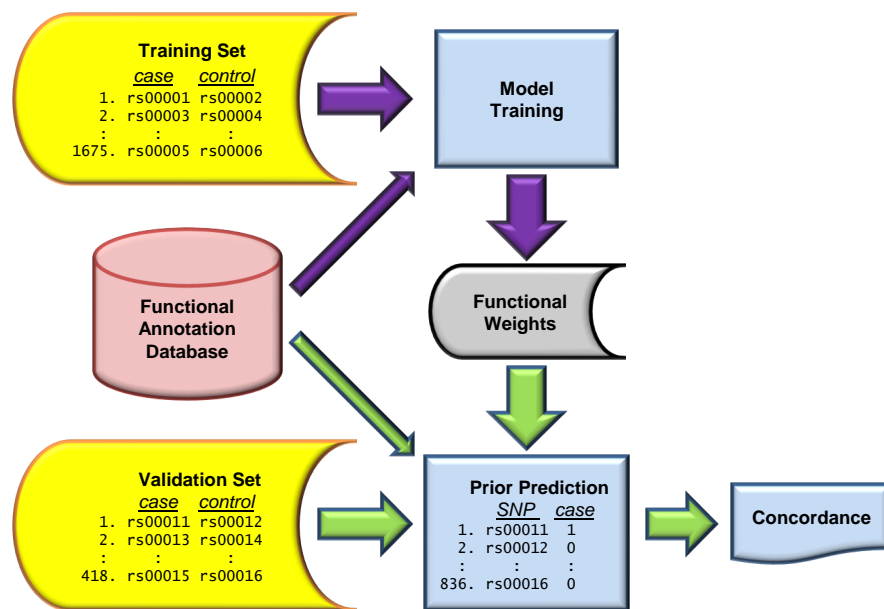 Training Set
case control
1. rs00001 rs00002
2. rs00003 rs00004
: : :
1675. rs00005 rs00006
Model
Training
Functional
Annotation
Database
Functional
Weights
Validation Set
case control
1. rs00011 rs00012
2. rs00013 rs00014
: : :
418. rs00015 rs00016
Prior Prediction
SNP case
1. rs00011 1
2. rs00012 0
: : :
836. rs00016 0
Concordance